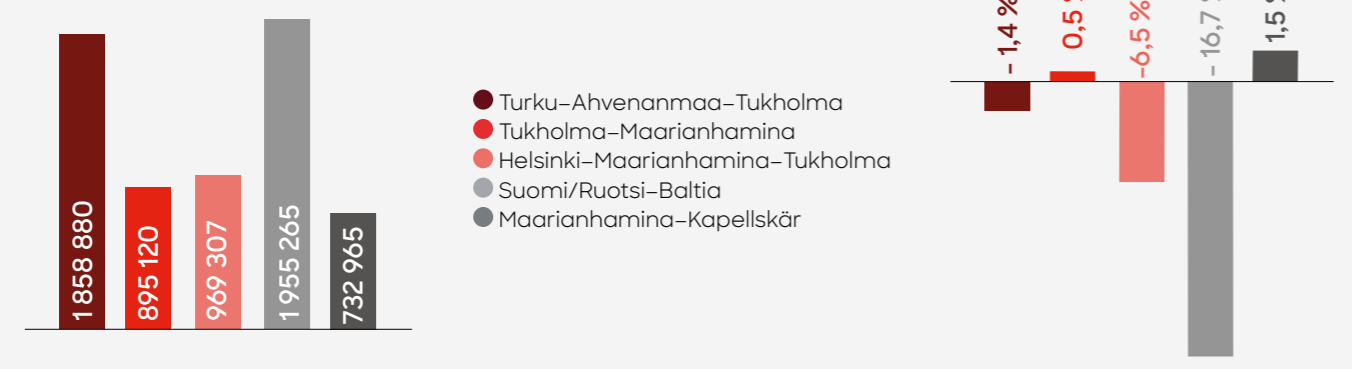 1 858 880
895 120
969 307
1 955 265
732 965
Turku–Ahvenanmaa–Tukholma
Tukholma–Maarianhamina
Helsinki–Maarianhamina–Tukholma
Suomi/Ruotsi–Baltia
Maarianhamina–Kapellskär
- 1,4 %
0,5 %
-6,5 %
- 16,7 %
1,5 %